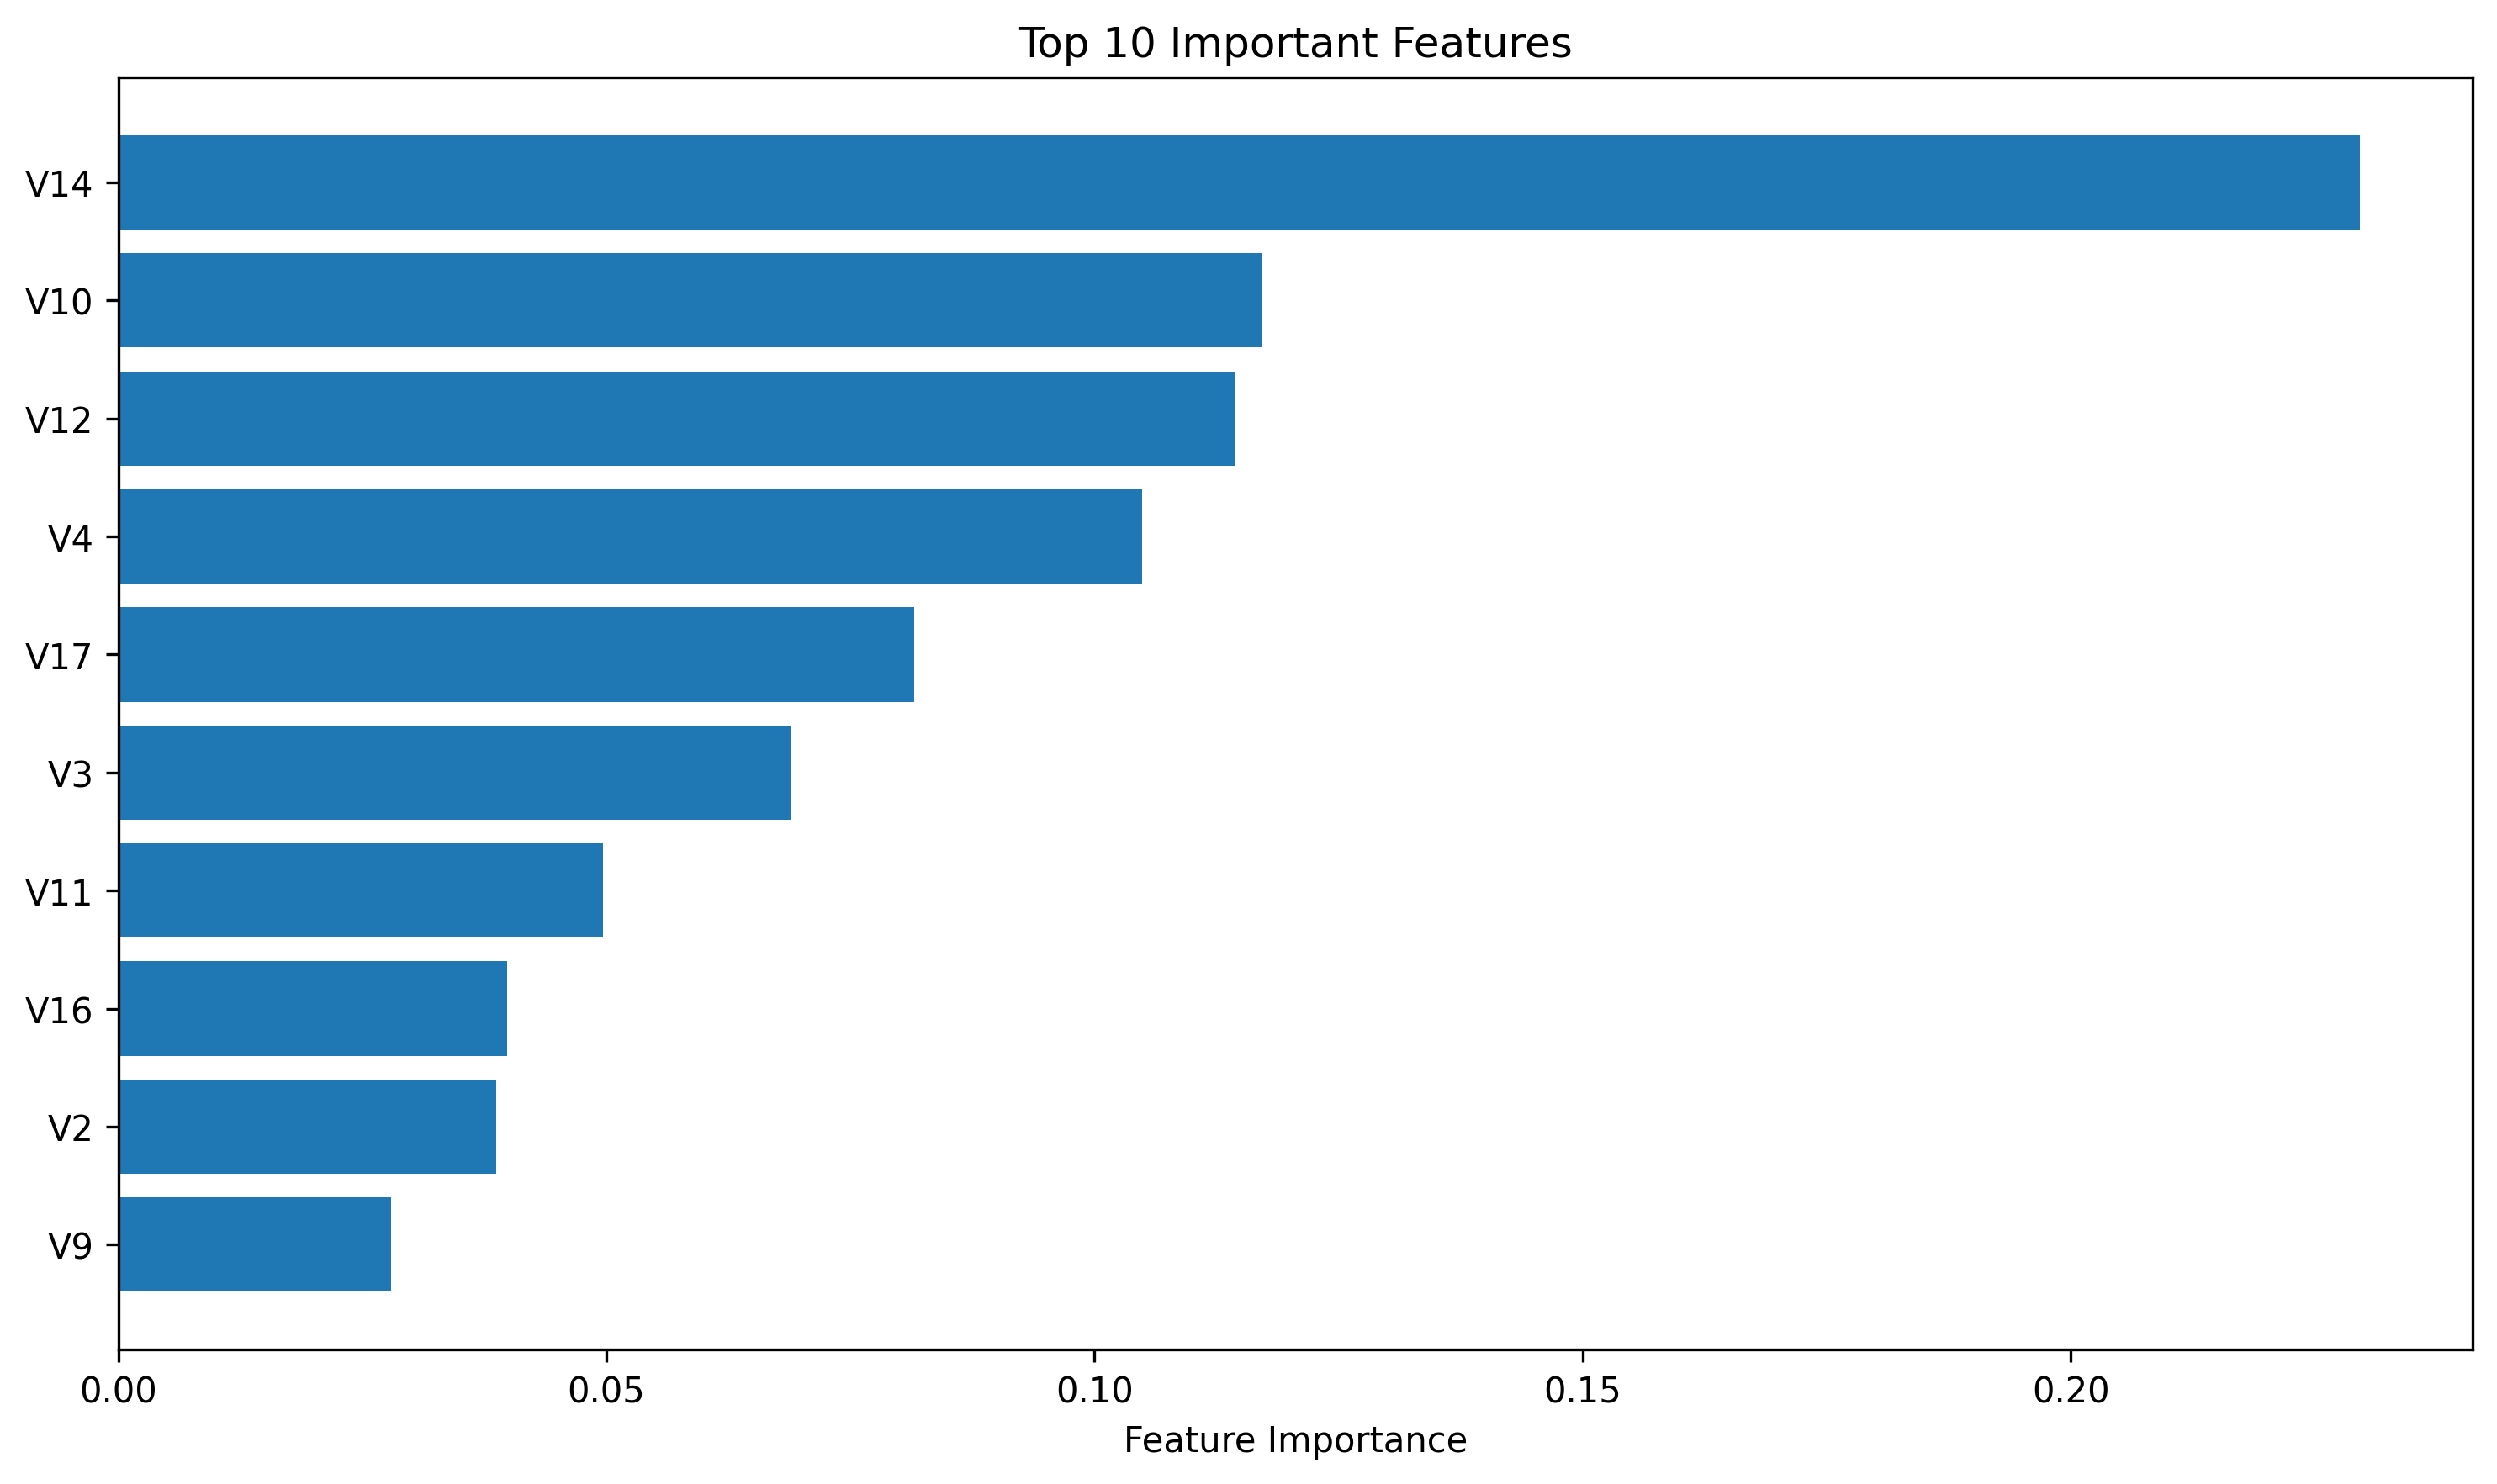 Top 10 Important Features
V14
V10
V12
V4
V17
V3
V11
V16
V2
V9
0.00 0.05 0.10 0.15 0.20
Feature Importance